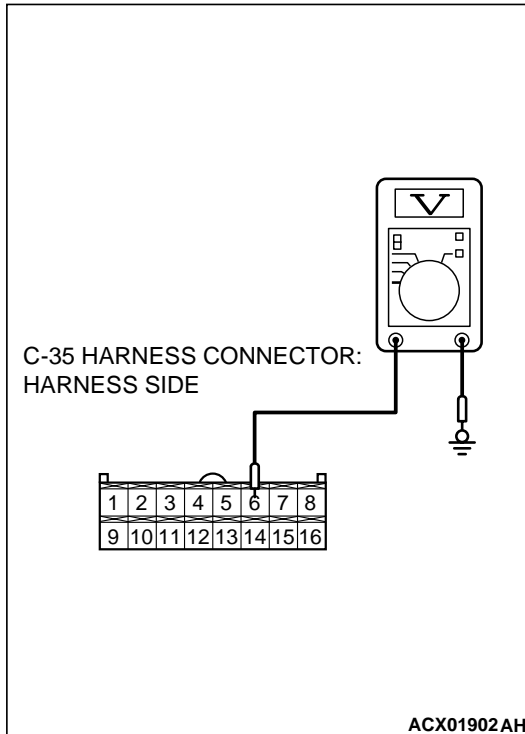 V
C-35 HARNESS CONNECTOR:
HARNESS SIDE
1 2 3 4 5 6 7 8
9 10 11 12 13 14 15 16
ACX01902AH